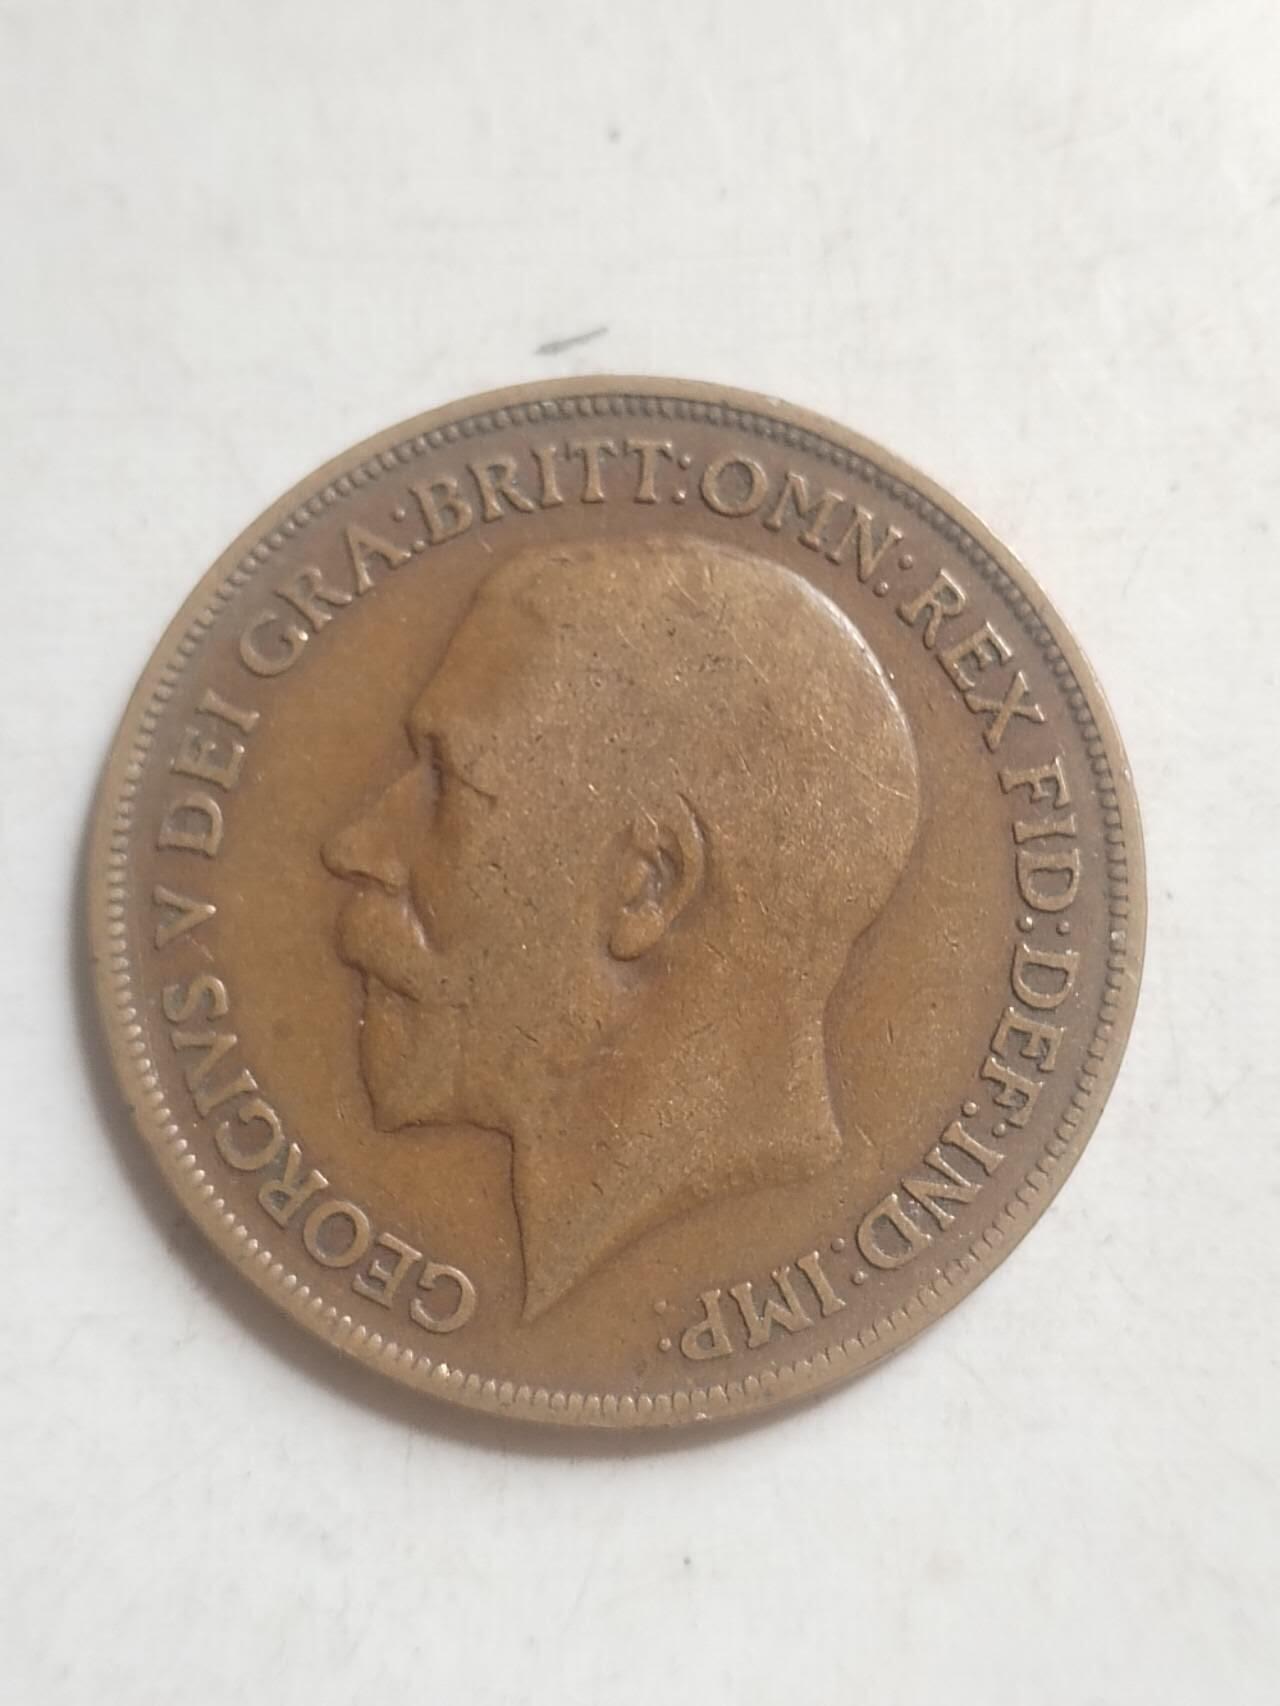 GEORGIVS V DEI GRA:BRITT:OMN:REX FID:DEF:IND:IMP: